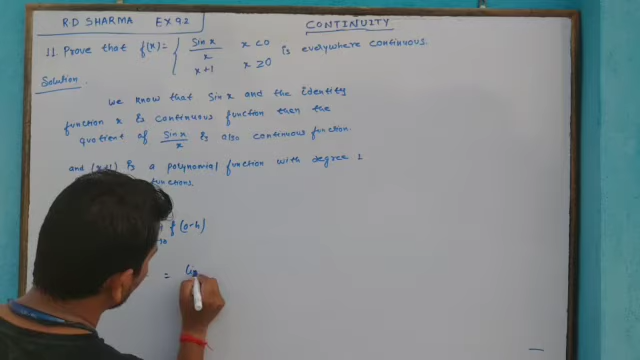 R D SHARMA EX 9.2
CONTINUITY
11. Prove that f(x) = { Sin x / x x < 0
x+1 x ≥ 0 is everywhere continuous.
Solution
We know that Sin x and the identity
function x is continuous function then the
quotient of Sin x / x is also continuous function.
and (x+1) is a polynomial function with degree 1
functions.
f(0-h)
= lim